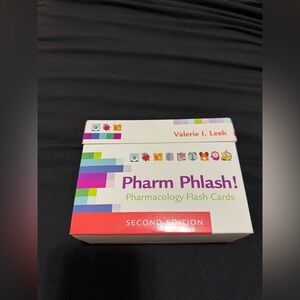 Valerie I. Leek
Pharm Phlash!
Pharmacology Flash Cards
SECOND EDITION